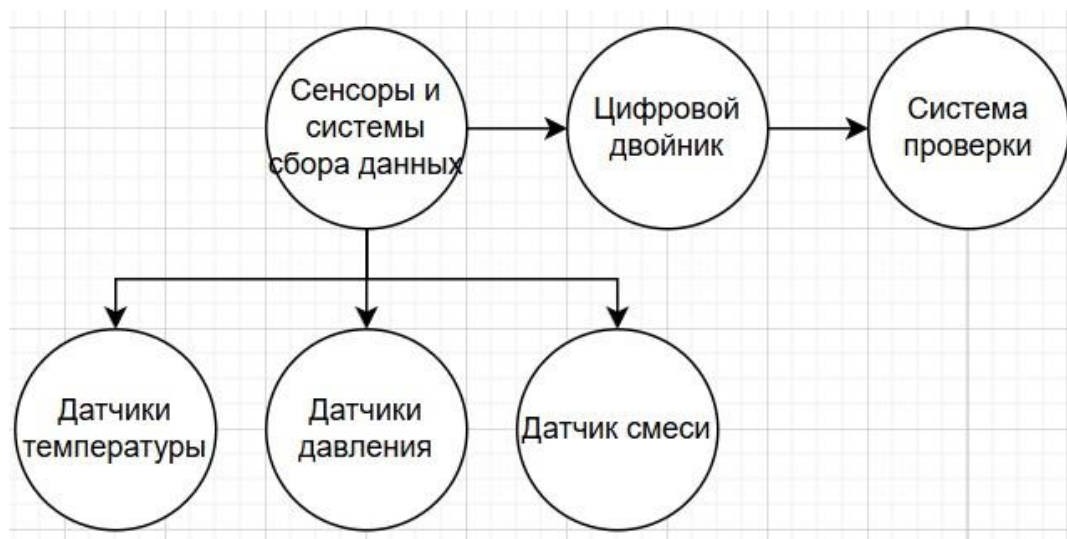 Сенсоры и
системы
сбора данных
Цифровой
двойник
Система
проверки
Датчики
температуры
Датчики
давления
Датчик смеси